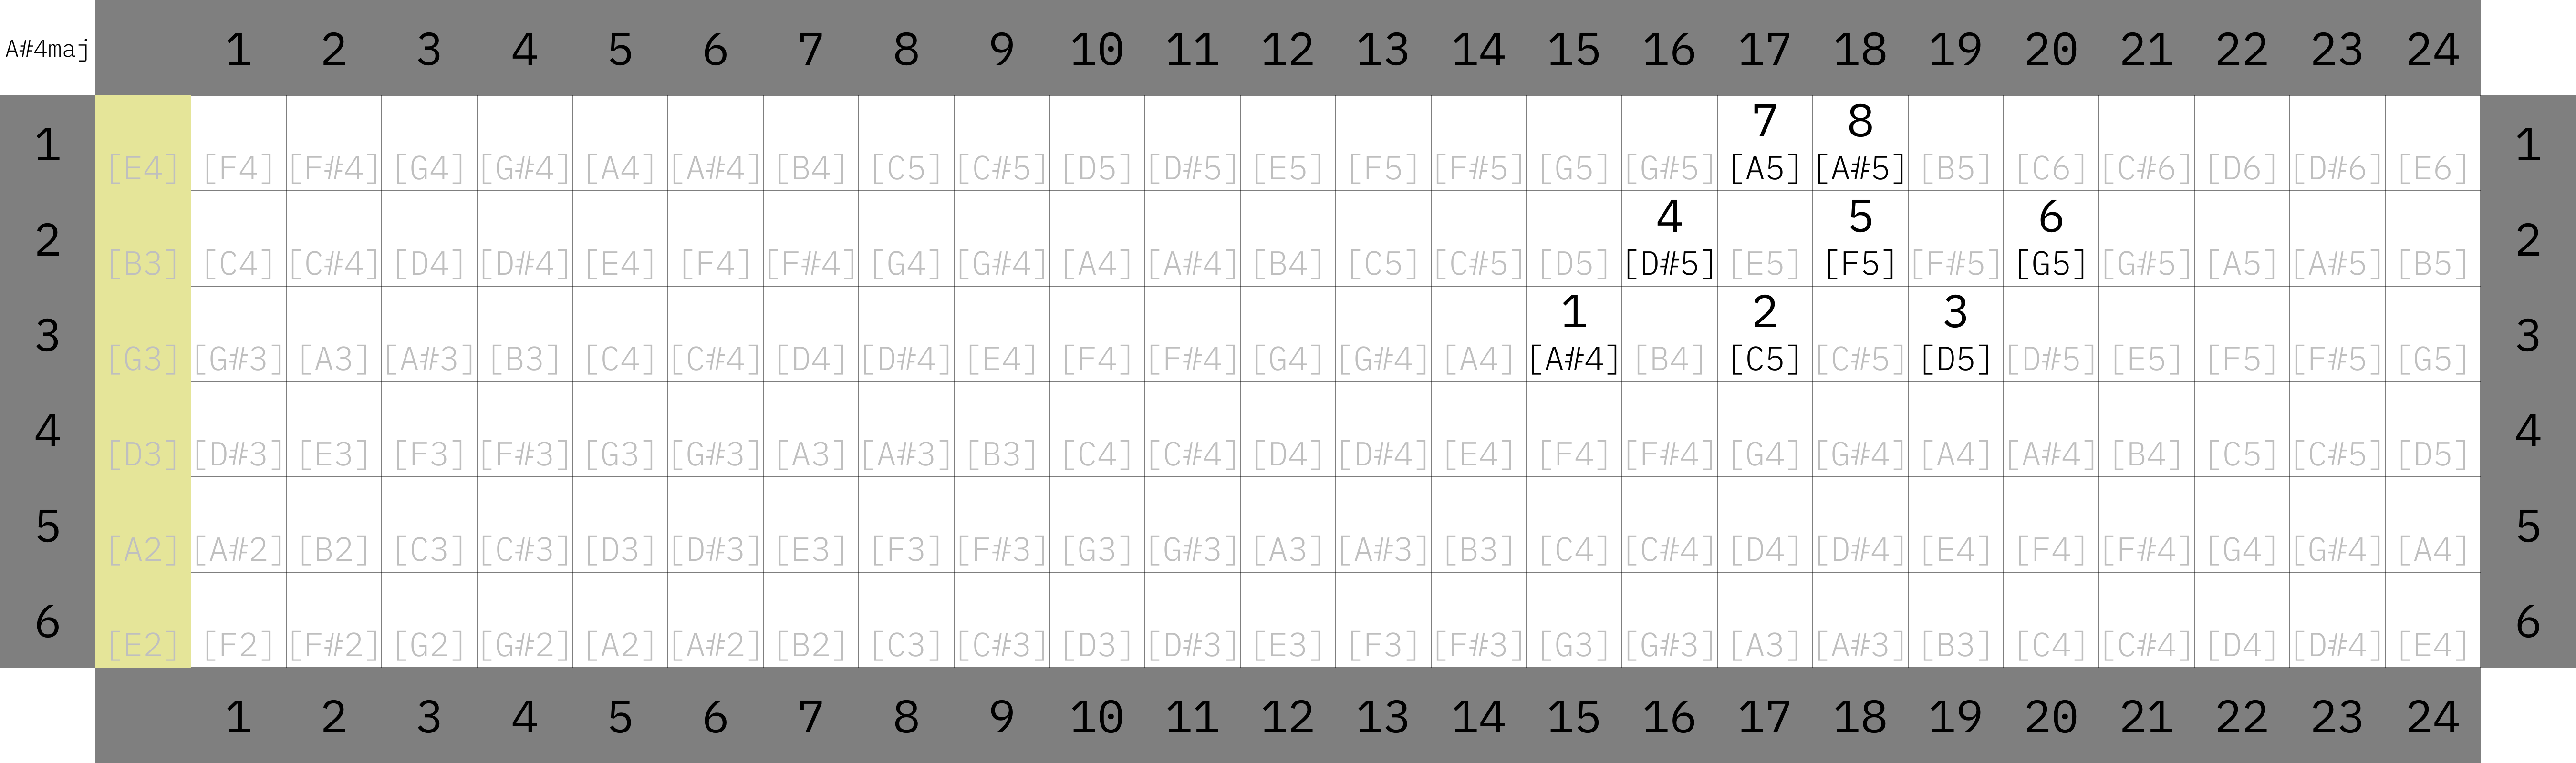 A#4maj 1 2 3 4 5 6 7 8 9 10 11 12 13 14 15 16 17 18 19 20 21 22 23 24
7 8
1 [E4] [F4] [F#4] [G4] [G#4] [A4] [A#4] [B4] [C5] [C#5] [D5] [D#5] [E5] [F5] [F#5] [G5] [G#5] [A5] [A#5] [B5] [C6] [C#6] [D6] [D#6] [E6] 1
4 5 6
2 [B3] [C4] [C#4] [D4] [D#4] [E4] [F4] [F#4] [G4] [G#4] [A4] [A#4] [B4] [C5] [C#5] [D5] [D#5] [E5] [F5] [F#5] [G5] [G#5] [A5] [A#5] [B5] 2
1 2 3
3 [G3] [G#3] [A3] [A#3] [B3] [C4] [C#4] [D4] [D#4] [E4] [F4] [F#4] [G4] [G#4] [A4] [A#4] [B4] [C5] [C#5] [D5] [D#5] [E5] [F5] [F#5] [G5] 3
4 [D3] [D#3] [E3] [F3] [F#3] [G3] [G#3] [A3] [A#3] [B3] [C4] [C#4] [D4] [D#4] [E4] [F4] [F#4] [G4] [G#4] [A4] [A#4] [B4] [C5] [C#5] [D5] 4
5 [A2] [A#2] [B2] [C3] [C#3] [D3] [D#3] [E3] [F3] [F#3] [G3] [G#3] [A3] [A#3] [B3] [C4] [C#4] [D4] [D#4] [E4] [F4] [F#4] [G4] [G#4] [A4] 5
6 [E2] [F2] [F#2] [G2] [G#2] [A2] [A#2] [B2] [C3] [C#3] [D3] [D#3] [E3] [F3] [F#3] [G3] [G#3] [A3] [A#3] [B3] [C4] [C#4] [D4] [D#4] [E4] 6
1 2 3 4 5 6 7 8 9 10 11 12 13 14 15 16 17 18 19 20 21 22 23 24